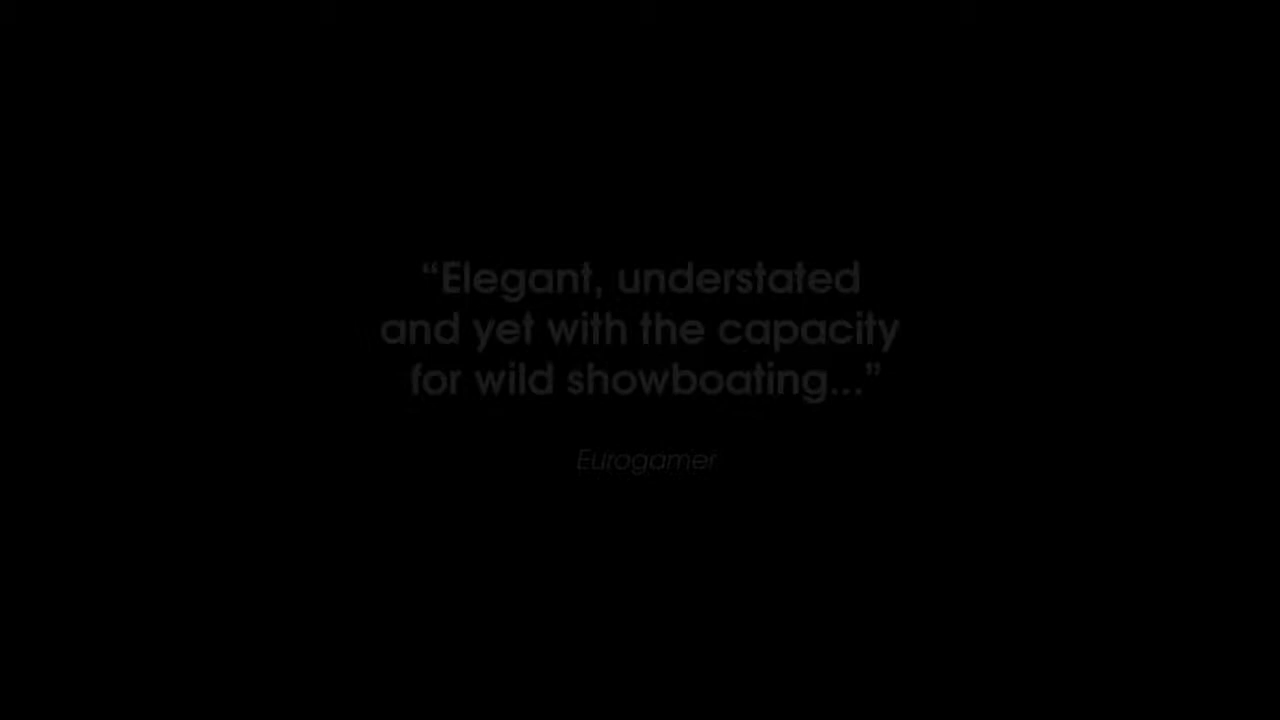 “Elegant, understated
and yet with the capacity
for wild showboating...”
Eurogamer